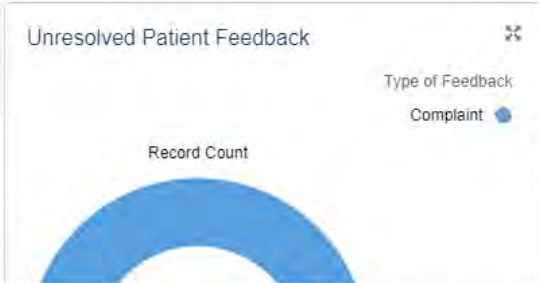 Unresolved Patient Feedback
Type of Feedback
Complaint
Record Count